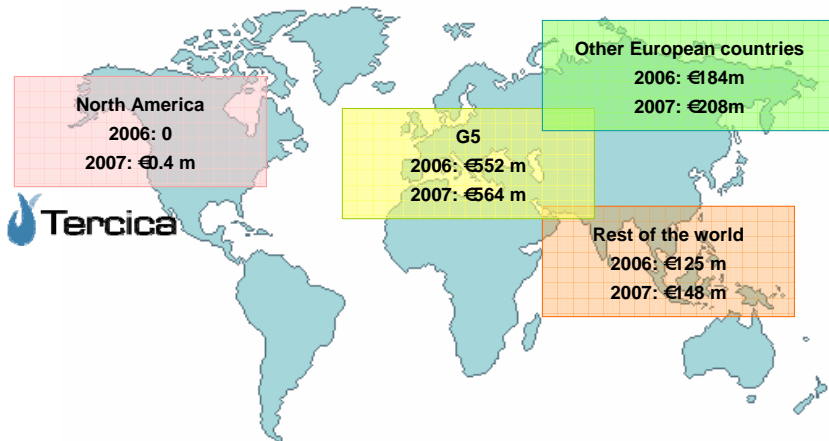 Other European countries
2006: €184m
2007: €208m
North America
2006: 0
2007: €0.4 m
G5
2006: €552 m
2007: €564 m
Tercica
Rest of the world
2006: €125 m
2007: €148 m